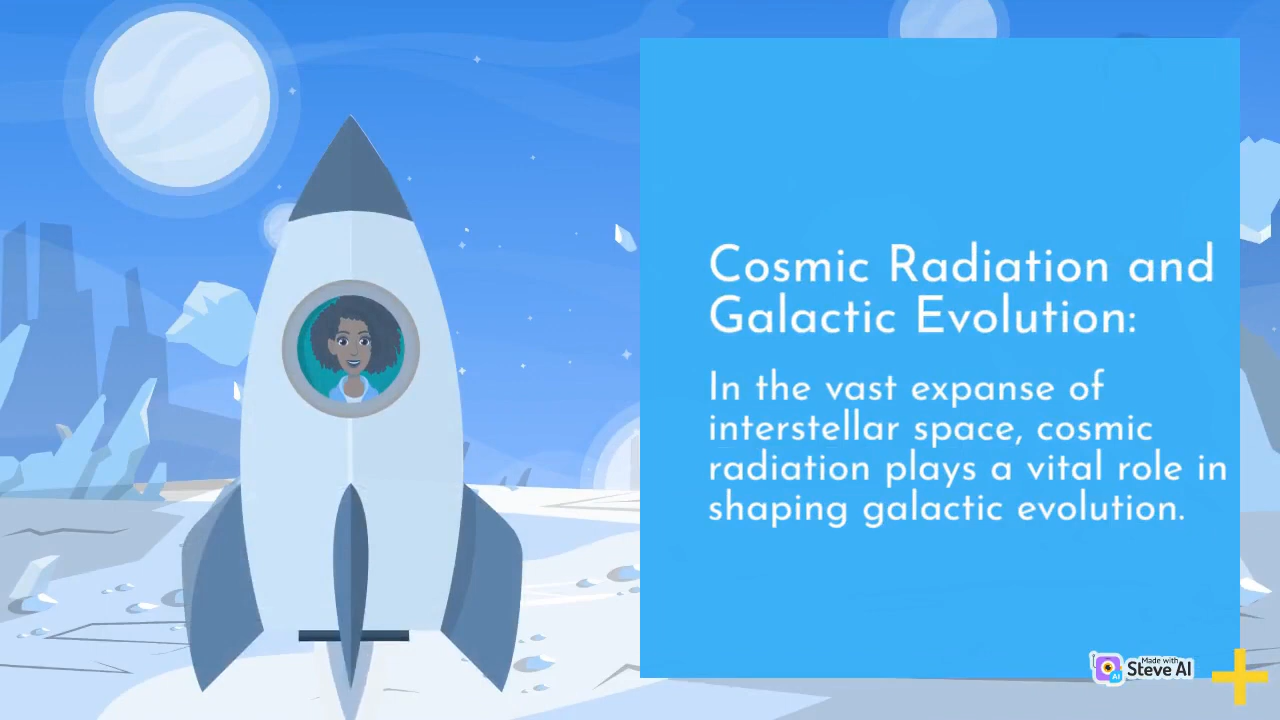 Cosmic Radiation and
Galactic Evolution:
In the vast expanse of
interstellar space, cosmic
radiation plays a vital role in
shaping galactic evolution.
Made with
Steve AI
AI